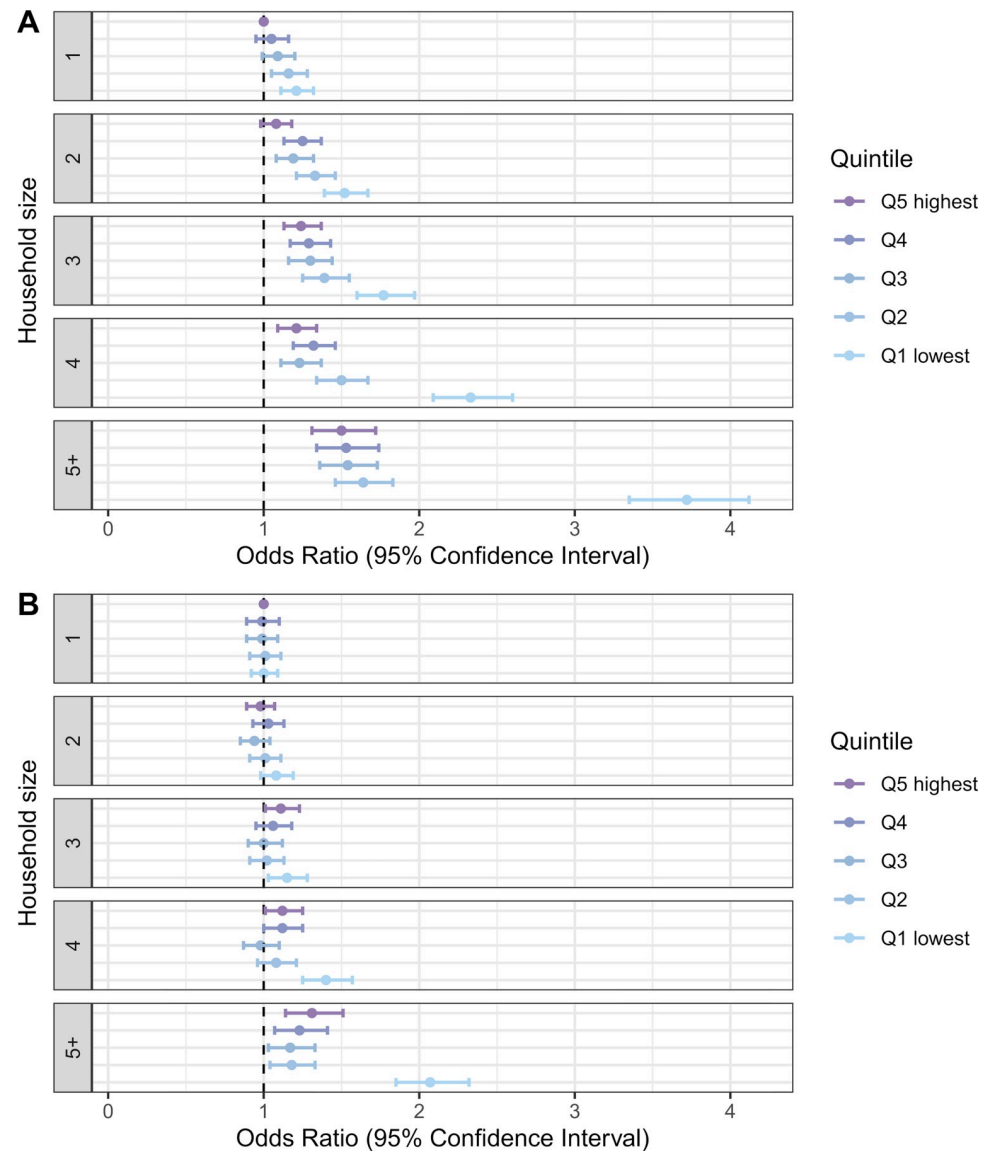 A
Household size
1
2
3
4
5+
0 1 2 3 4
Odds Ratio (95% Confidence Interval)
Quintile
Q5 highest
Q4
Q3
Q2
Q1 lowest
B
Household size
1
2
3
4
5+
0 1 2 3 4
Odds Ratio (95% Confidence Interval)
Quintile
Q5 highest
Q4
Q3
Q2
Q1 lowest